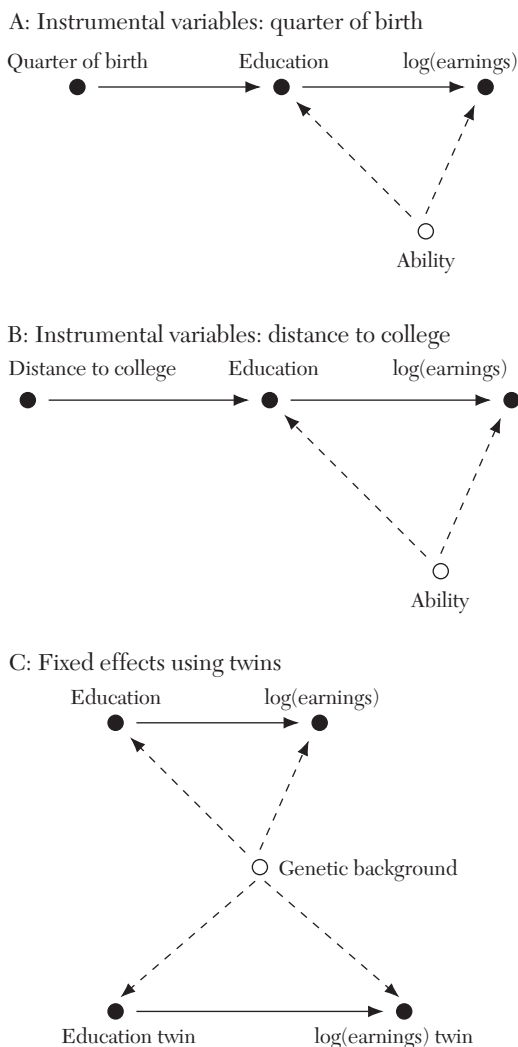 A: Instrumental variables: quarter of birth
Quarter of birth Education log(earnings)
Ability
B: Instrumental variables: distance to college
Distance to college Education log(earnings)
Ability
C: Fixed effects using twins
Education log(earnings)
Genetic background
Education twin log(earnings) twin